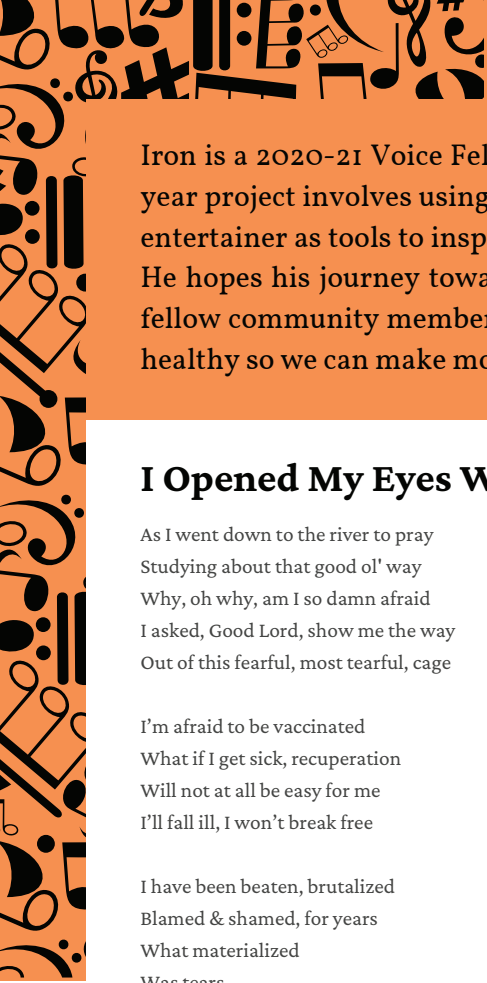 Iron is a 2020-21 Voice Fel
year project involves using
entertainer as tools to insp
He hopes his journey towa
fellow community member
healthy so we can make mo
I Opened My Eyes W
As I went down to the river to pray
Studying about that good ol' way
Why, oh why, am I so damn afraid
I asked, Good Lord, show me the way
Out of this fearful, most tearful, cage
I’m afraid to be vaccinated
What if I get sick, recuperation
Will not at all be easy for me
I’ll fall ill, I won’t break free
I have been beaten, brutalized
Blamed & shamed, for years
What materialized
Was tears